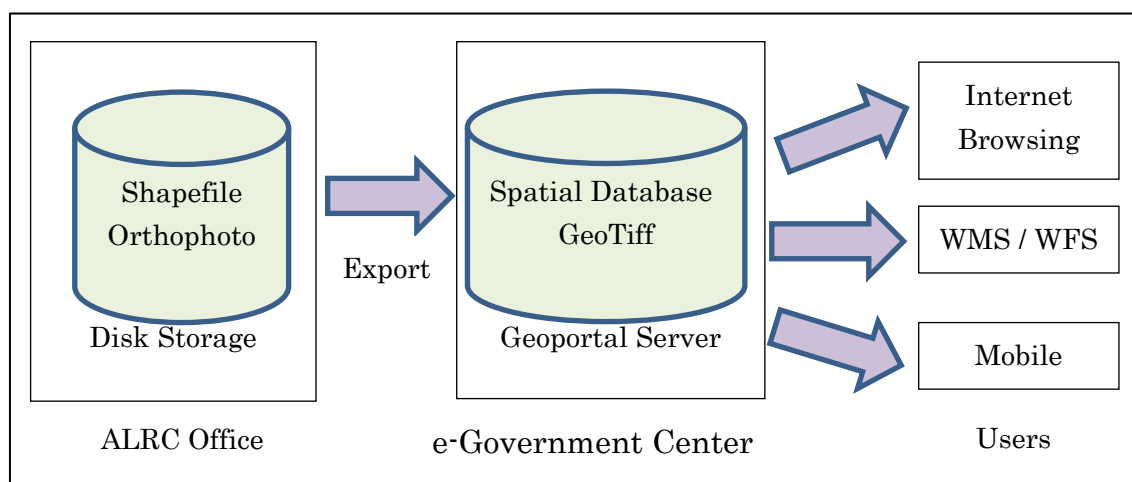 Shapefile
Orthophoto
Disk Storage
ALRC Office
Export
Spatial Database
GeoTiff
Geoportal Server
e-Government Center
Internet
Browsing
WMS / WFS
Mobile
Users